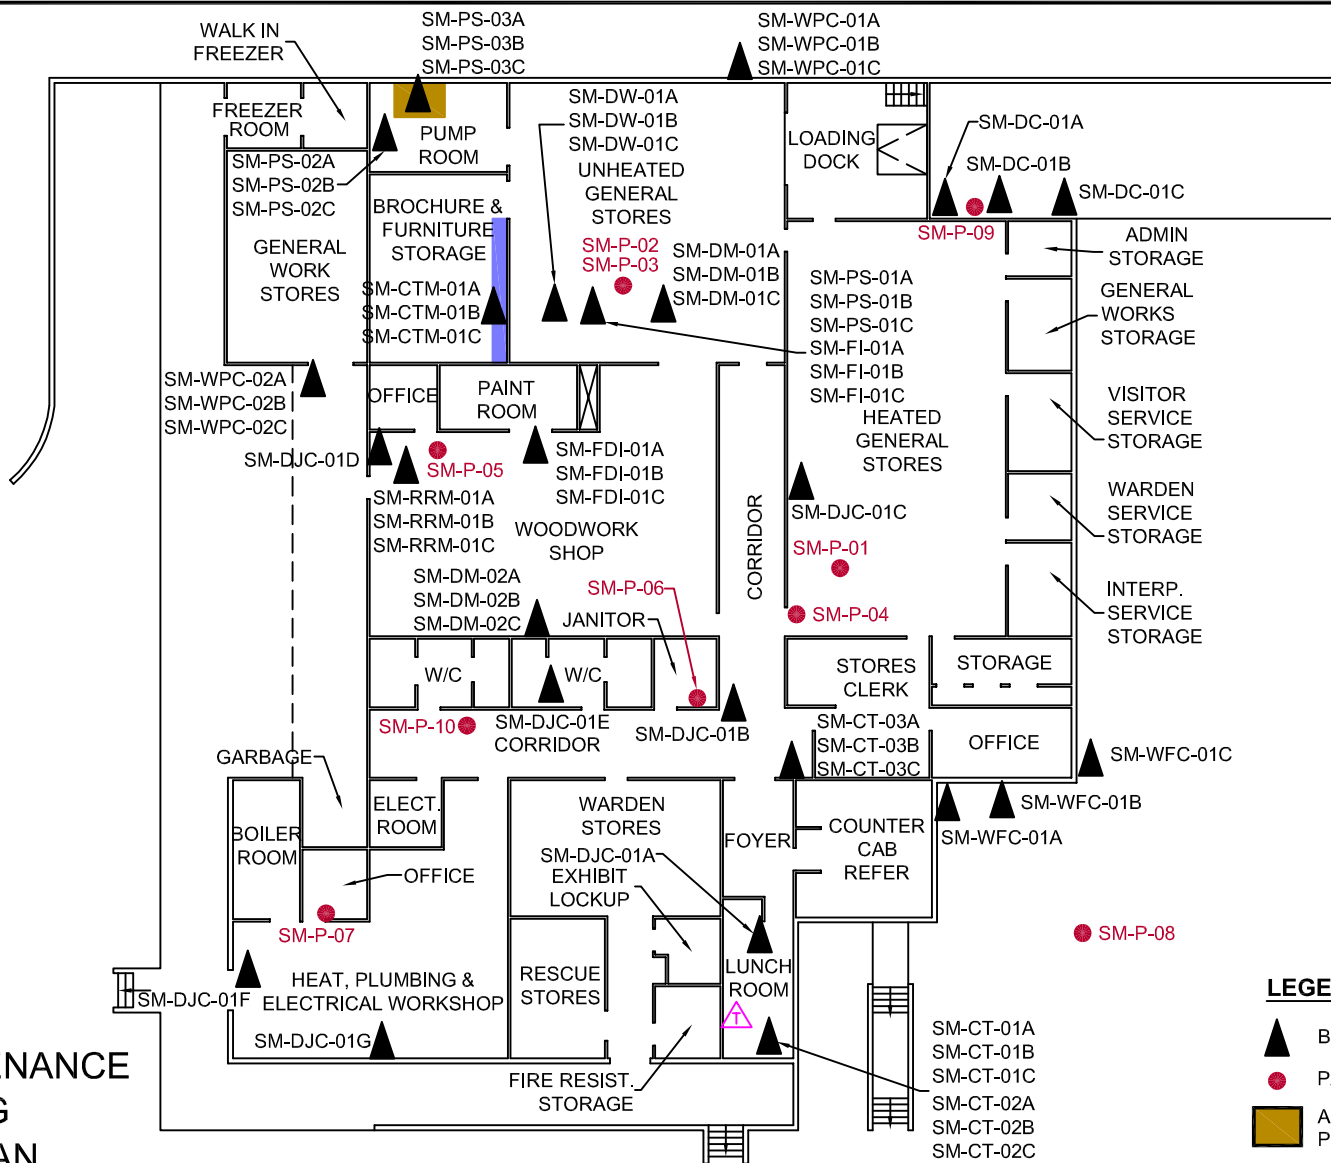 WALK IN
FREEZER
SM-PS-03A
SM-PS-03B
SM-PS-03C
SM-WPC-01A
SM-WPC-01B
SM-WPC-01C
FREEZER
ROOM
PUMP
ROOM
SM-DW-01A
SM-DW-01B
SM-DW-01C
UNHEATED
GENERAL
STORES
LOADING
DOCK
SM-DC-01A
SM-DC-01B
SM-DC-01C
SM-PS-02A
SM-PS-02B
SM-PS-02C
GENERAL
WORK
STORES
BROCHURE &
FURNITURE
STORAGE
SM-CTM-01A
SM-CTM-01B
SM-CTM-01C
SM-P-02
SM-P-03
SM-DM-01A
SM-DM-01B
SM-DM-01C
SM-P-09
ADMIN
STORAGE
GENERAL
WORKS
STORAGE
SM-PS-01A
SM-PS-01B
SM-PS-01C
SM-FI-01A
SM-FI-01B
SM-FI-01C
HEATED
GENERAL
STORES
VISITOR
SERVICE
STORAGE
WARDEN
SERVICE
STORAGE
INTERP.
SERVICE
STORAGE
SM-WPC-02A
SM-WPC-02B
SM-WPC-02C
OFFICE
PAINT
ROOM
SM-DJC-01D
SM-P-05
SM-RRM-01A
SM-RRM-01B
SM-RRM-01C
SM-FDI-01A
SM-FDI-01B
SM-FDI-01C
WOODWORK
SHOP
CORRIDOR
SM-DJC-01C
SM-P-01
SM-P-04
SM-DM-02A
SM-DM-02B
SM-DM-02C
SM-P-06
JANITOR
W/C
W/C
STORES
CLERK
STORAGE
SM-P-10
SM-DJC-01E
CORRIDOR
SM-DJC-01B
SM-CT-03A
SM-CT-03B
SM-CT-03C
OFFICE
SM-WFC-01C
SM-WFC-01B
SM-WFC-01A
GARBAGE
BOILER
ROOM
ELECT.
ROOM
OFFICE
WARDEN
STORES
FOYER
COUNTER
CAB
REFER
SM-DJC-01A
EXHIBIT
LOCKUP
SM-P-07
SM-P-08
HEAT, PLUMBING &
ELECTRICAL WORKSHOP
RESCUE
STORES
LUNCH
ROOM
T
SM-DJC-01F
SM-DJC-01G
FIRE RESIST.
STORAGE
SM-CT-01A
SM-CT-01B
SM-CT-01C
SM-CT-02A
SM-CT-02B
SM-CT-02C
LEGE
B
P
A
P
ENANCE
G
AN